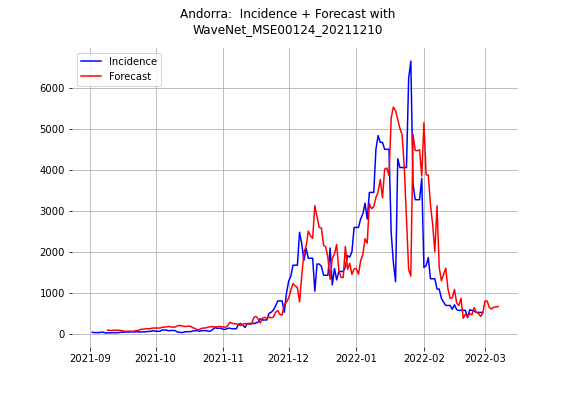 Andorra:  Incidence + Forecast with
WaveNet_MSE00124_20211210
Incidence
Forecast
6000
5000
4000
3000
2000
1000
0
2021-09 2021-10 2021-11 2021-12 2022-01 2022-02 2022-03